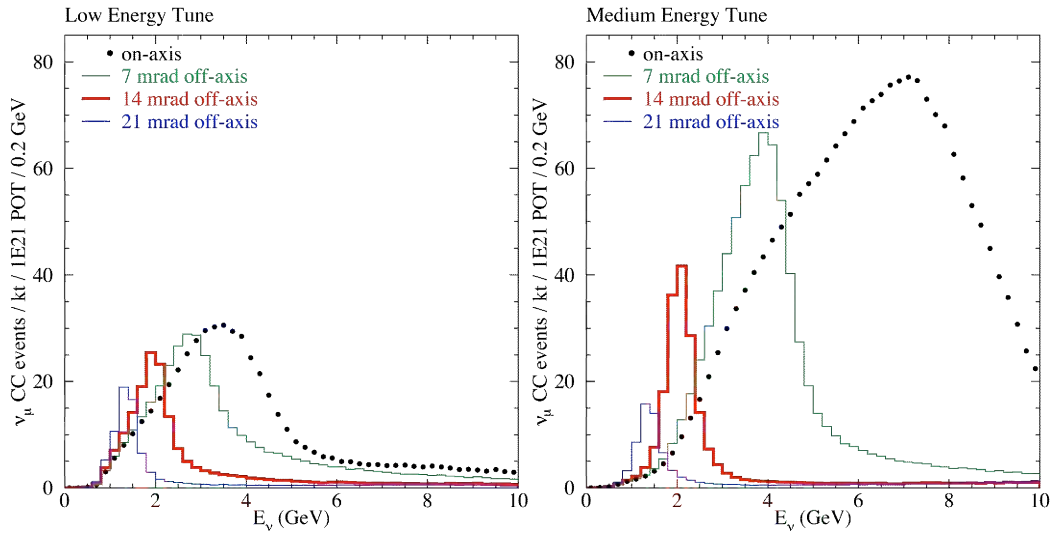 Low Energy Tune
80
60
40
20
0
on-axis
7 mrad off-axis
14 mrad off-axis
21 mrad off-axis
νμ CC events / kt / 1E21 POT / 0.2 GeV
0 2 4 6 8 10
Eν (GeV)
Medium Energy Tune
80
60
40
20
0
on-axis
7 mrad off-axis
14 mrad off-axis
21 mrad off-axis
νμ CC events / kt / 1E21 POT / 0.2 GeV
0 2 4 6 8 10
Eν (GeV)